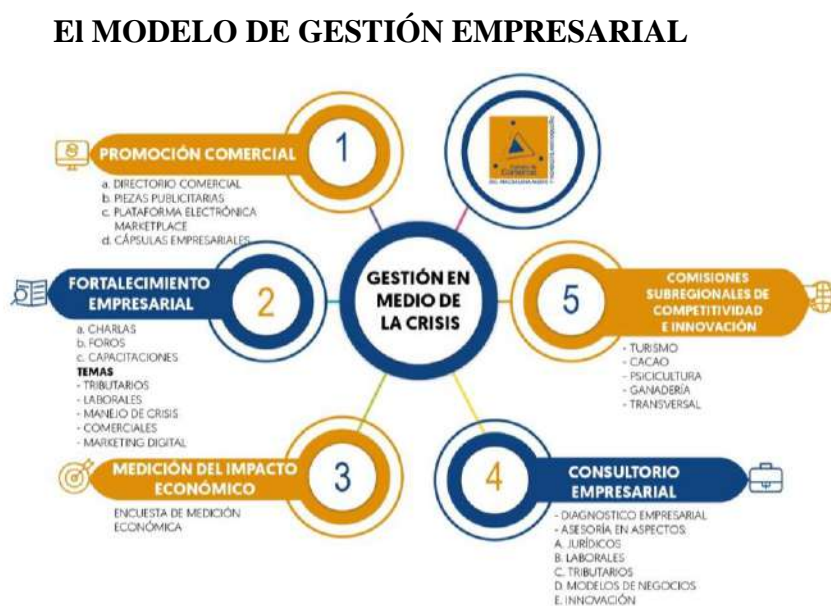 El MODELO DE GESTIÓN EMPRESARIAL
1
PROMOCIÓN COMERCIAL
a. DIRECTORIO COMERCIAL
b. PIEZAS PUBLICITARIAS
c. PLATAFORMA ELECTRÓNICA
MARKETPLACE
d. CÁPSULAS EMPRESARIALES
GESTIÓN EN
MEDIO DE
LA CRISIS
2
FORTALECIMIENTO
EMPRESARIAL
a. CHARLAS
b. FOROS
c. CAPACITACIONES
TEMAS
- TRIBUTARIOS
- LABORALES
- MANEJO DE CRISIS
- COMERCIALES
- MARKETING DIGITAL
3
MEDICIÓN DEL IMPACTO
ECONÓMICO
ENCUESTA DE MEDICIÓN
ECONÓMICA
4
CONSULTORIO
EMPRESARIAL
- DIAGNOSTICO EMPRESARIAL
- ASESORÍA EN ASPECTOS:
A. JURÍDICOS
B. LABORALES
C. TRIBUTARIOS
D. MODELOS DE NEGOCIOS
E. INNOVACIÓN
5
COMISIONES
SUBREGIONALES DE
COMPETITIVIDAD
E INNOVACIÓN
- TURISMO
- CACAO
- PSICICULTURA
- GANADERÍA
- TRANSVERSAL